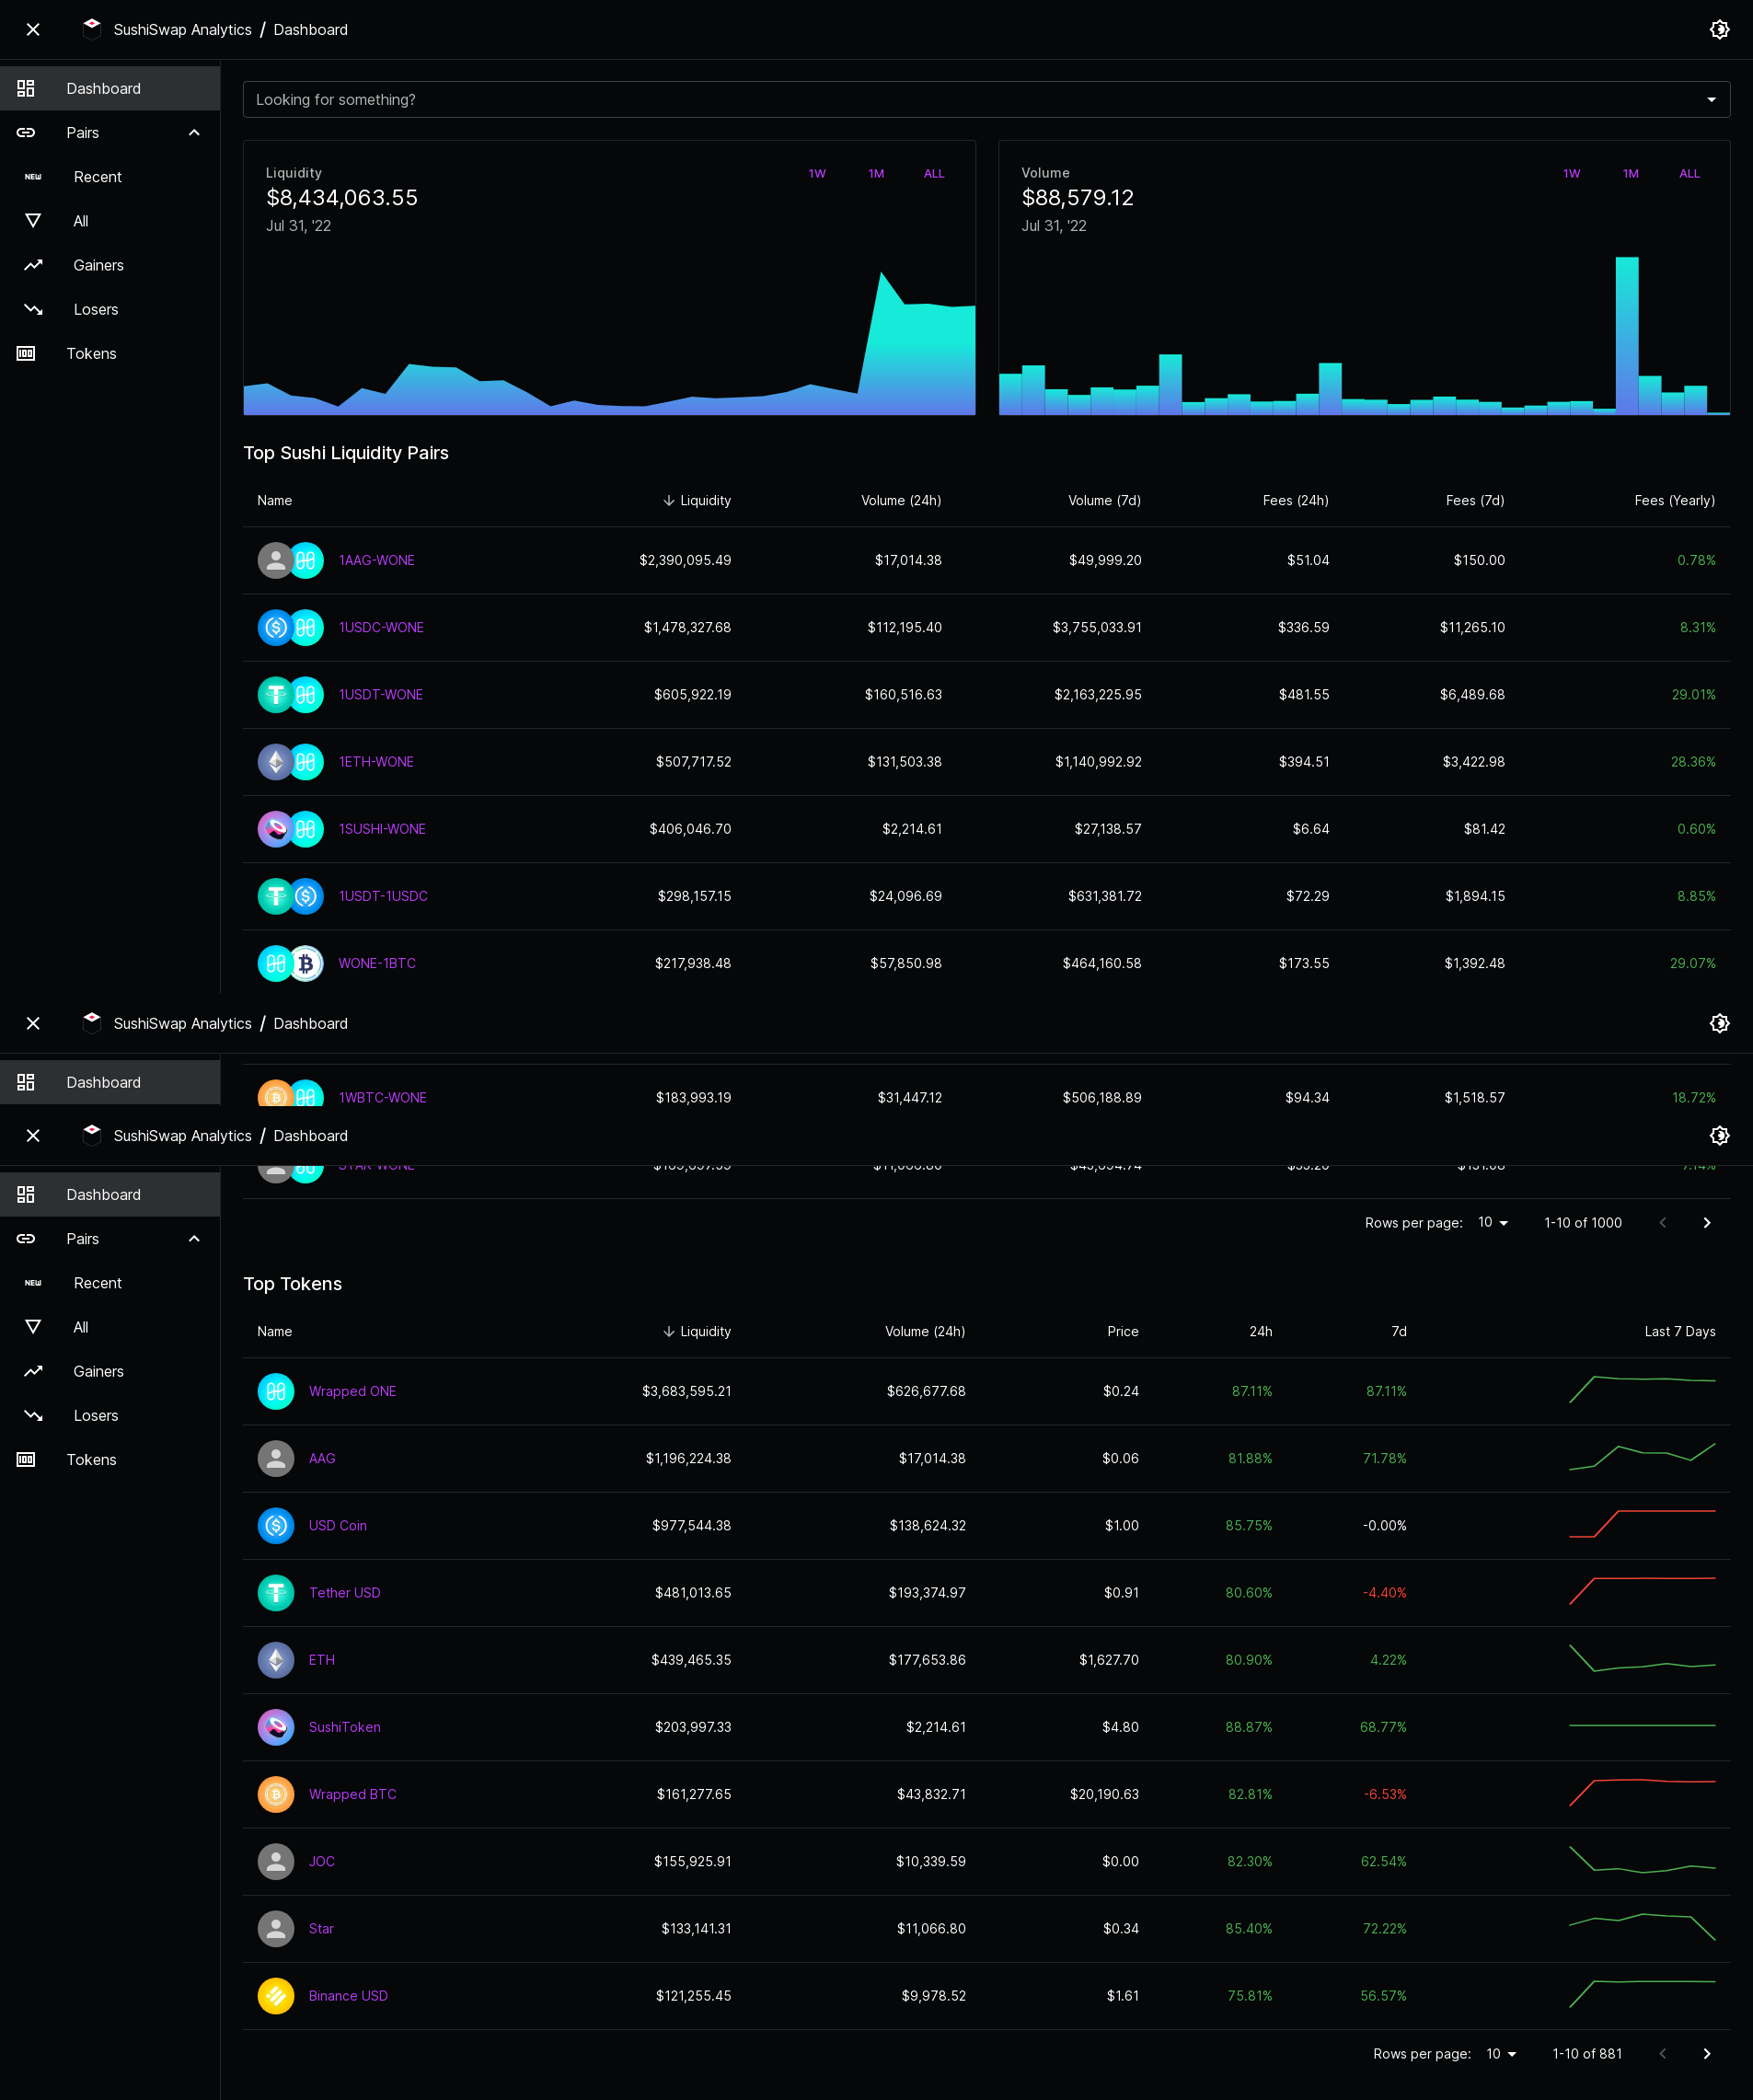 SushiSwap Analytics / Dashboard
Dashboard
Pairs
Recent
All
Gainers
Losers
Tokens
Looking for something?
Liquidity 1W 1M ALL
$8,434,063.55
Jul 31, '22
Volume 1W 1M ALL
$88,579.12
Jul 31, '22
Top Sushi Liquidity Pairs
Name Liquidity Volume (24h) Volume (7d) Fees (24h) Fees (7d) Fees (Yearly)
1AAG-WONE $2,390,095.49 $17,014.38 $49,999.20 $51.04 $150.00 0.78%
1USDC-WONE $1,478,327.68 $112,195.40 $3,755,033.91 $336.59 $11,265.10 8.31%
1USDT-WONE $605,922.19 $160,516.63 $2,163,225.95 $481.55 $6,489.68 29.01%
1ETH-WONE $507,717.52 $131,503.38 $1,140,992.92 $394.51 $3,422.98 28.36%
1SUSHI-WONE $406,046.70 $2,214.61 $27,138.57 $6.64 $81.42 0.60%
1USDT-1USDC $298,157.15 $24,096.69 $631,381.72 $72.29 $1,894.15 8.85%
WONE-1BTC $217,938.48 $57,850.98 $464,160.58 $173.55 $1,392.48 29.07%
SushiSwap Analytics / Dashboard
Dashboard
1WBTC-WONE $183,993.19 $31,447.12 $506,188.89 $94.34 $1,518.57 18.72%
SushiSwap Analytics / Dashboard
Dashboard
Pairs
NEW Recent
All
Gainers
Losers
Tokens
Rows per page: 10 1-10 of 1000
Top Tokens
Name Liquidity Volume (24h) Price 24h 7d Last 7 Days
Wrapped ONE $3,683,595.21 $626,677.68 $0.24 87.11% 87.11%
AAG $1,196,224.38 $17,014.38 $0.06 81.88% 71.78%
USD Coin $977,544.38 $138,624.32 $1.00 85.75% -0.00%
Tether USD $481,013.65 $193,374.97 $0.91 80.60% -4.40%
ETH $439,465.35 $177,653.86 $1,627.70 80.90% 4.22%
SushiToken $203,997.33 $2,214.61 $4.80 88.87% 68.77%
Wrapped BTC $161,277.65 $43,832.71 $20,190.63 82.81% -6.53%
JOC $155,925.91 $10,339.59 $0.00 82.30% 62.54%
Star $133,141.31 $11,066.80 $0.34 85.40% 72.22%
Binance USD $121,255.45 $9,978.52 $1.61 75.81% 56.57%
Rows per page: 10 1-10 of 881